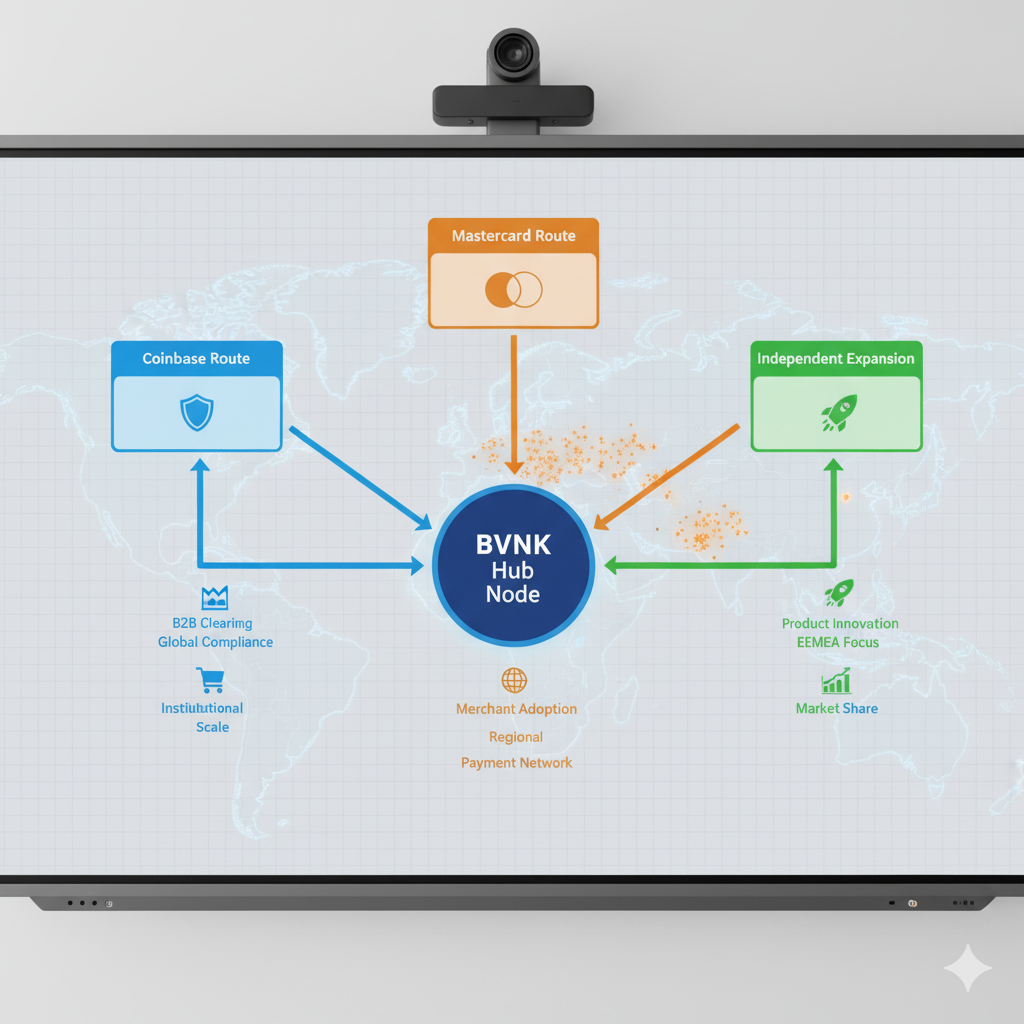 Mastercard Route
Coinbase Route
Independent Expansion
BVNK
Hub
Node
B2B Clearing
Global Compliance
Institutional
Scale
Merchant Adoption
Regional
Payment Network
Product Innovation
EEMEA Focus
Market Share